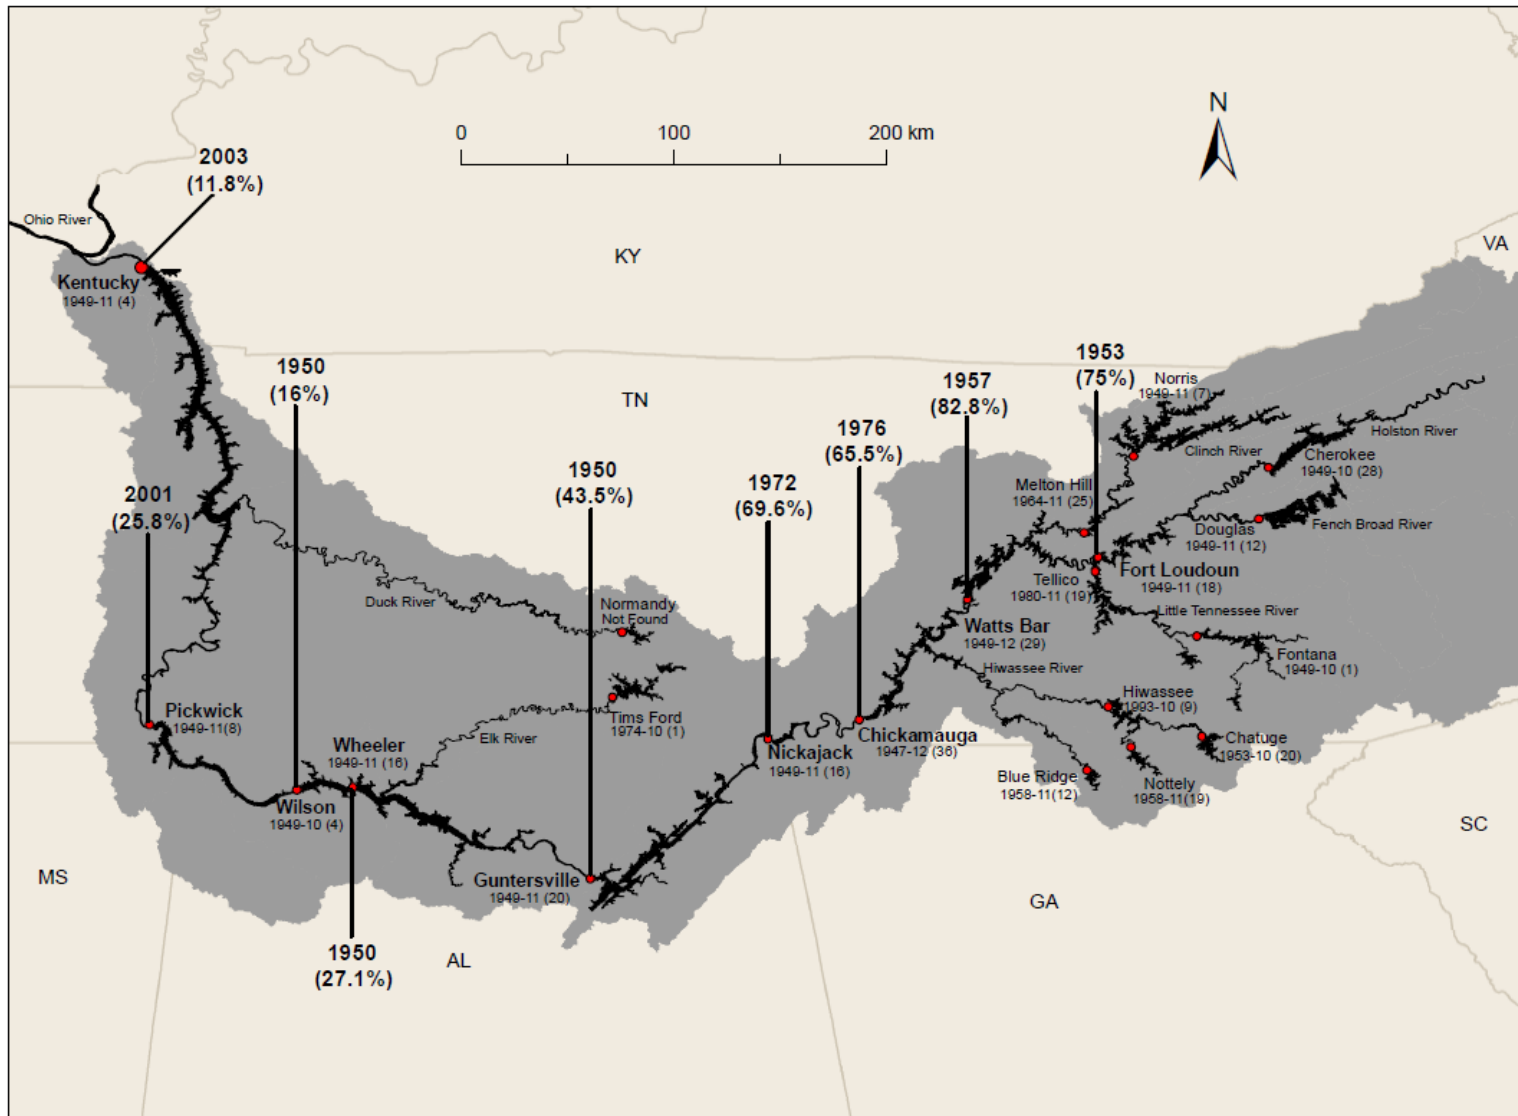 N
0 100 200 km
2003
(11.8%)
Ohio River
KY
VA
Kentucky
1949-11 (4)
1950
(16%)
TN
1957
(82.8%)
1953
(75%)
Norris
1949-11 (7)
Holston River
Clinch River
Cherokee
1949-10 (28)
1976
(65.5%)
1950
(43.5%)
1972
(69.6%)
2001
(25.8%)
Melton Hill
1964-11 (25)
Douglas
1949-11 (12)
Fench Broad River
Tellico
1980-11 (19)
Fort Loudoun
1949-11 (18)
Little Tennessee River
Duck River
Normandy
Not Found
Watts Bar
1949-12 (29)
Fontana
1949-10 (1)
Hiwassee River
Hiwassee
1993-10 (9)
Pickwick
1949-11(8)
Tims Ford
1974-10 (1)
Elk River
Wheeler
1949-11 (16)
Nickajack
1949-11 (16)
Chickamauga
1947-12 (36)
Chatuge
1953-10 (20)
Blue Ridge
1958-11(12)
Nottely
1958-11(19)
Wilson
1949-10 (4)
SC
MS
Guntersville
1949-11 (20)
GA
1950
(27.1%)
AL